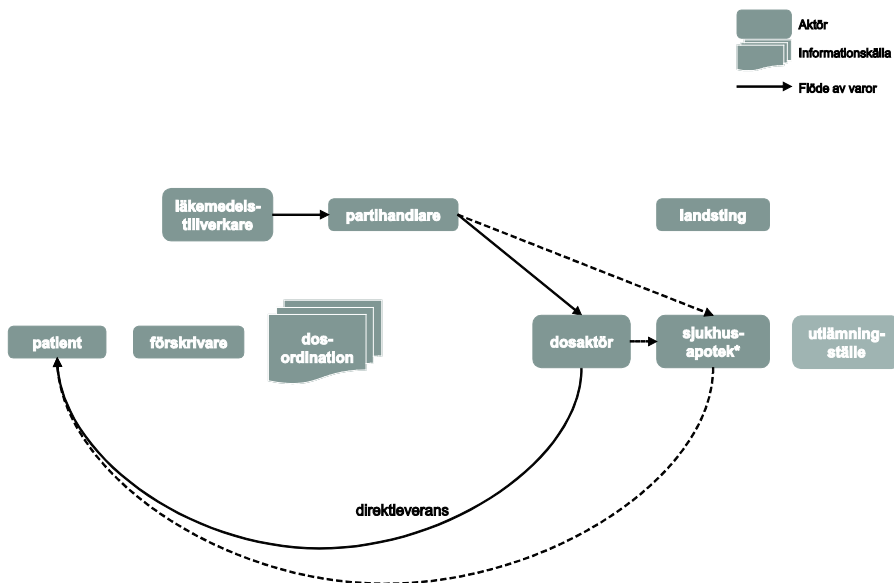 Aktör
Informationskälla
Flöde av varor
läkemedels-
tillverkare
partihandlare
landsting
patient
förskrivare
dos-
ordination
dosaktör
sjukhus-
apotek*
utlämning-
ställe
direktleverans